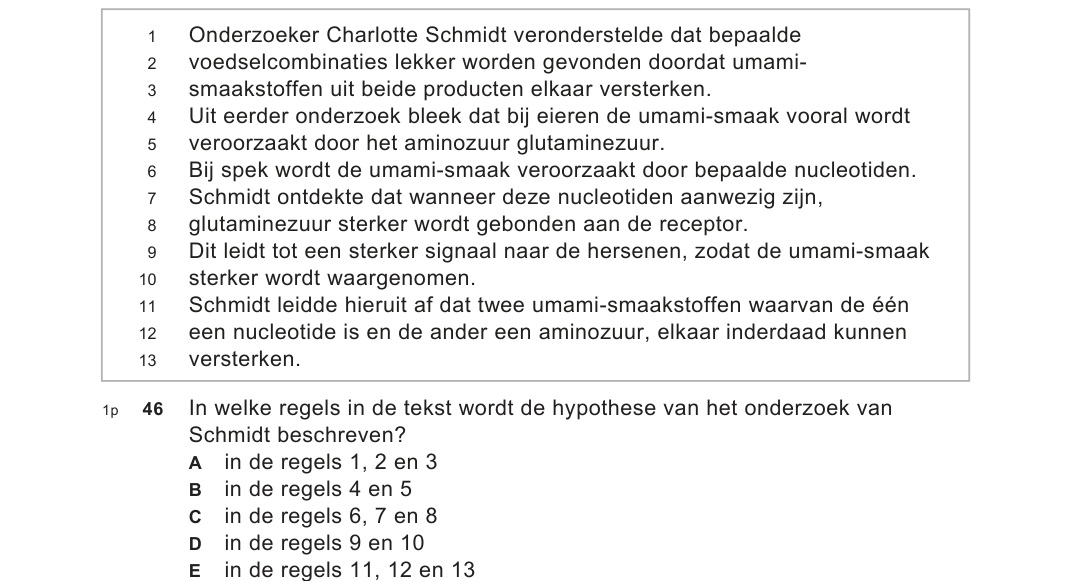 1 Onderzoeker Charlotte Schmidt veronderstelde dat bepaalde
2 voedselcombinaties lekker worden gevonden doordat umami-
3 smaakstoffen uit beide producten elkaar versterken.
4 Uit eerder onderzoek bleek dat bij eieren de umami-smaak vooral wordt
5 veroorzaakt door het aminozuur glutaminezuur.
6 Bij spek wordt de umami-smaak veroorzaakt door bepaalde nucleotiden.
7 Schmidt ontdekte dat wanneer deze nucleotiden aanwezig zijn,
8 glutaminezuur sterker wordt gebonden aan de receptor.
9 Dit leidt tot een sterker signaal naar de hersenen, zodat de umami-smaak
10 sterker wordt waargenomen.
11 Schmidt leidde hieruit af dat twee umami-smaakstoffen waarvan de één
12 een nucleotide is en de ander een aminozuur, elkaar inderdaad kunnen
13 versterken.
1p 46 In welke regels in de tekst wordt de hypothese van het onderzoek van
Schmidt beschreven?
A in de regels 1, 2 en 3
B in de regels 4 en 5
C in de regels 6, 7 en 8
D in de regels 9 en 10
E in de regels 11, 12 en 13